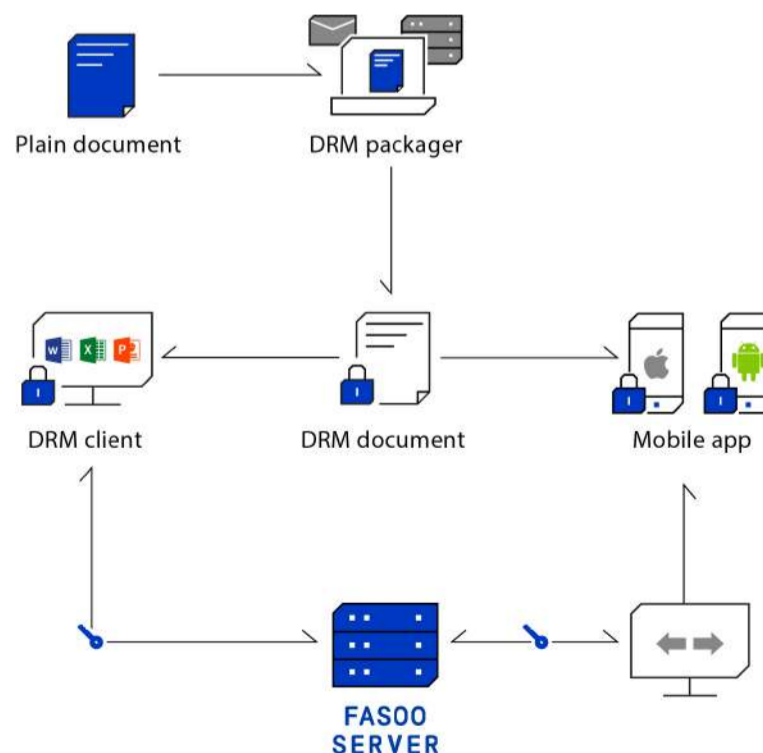 Plain document
DRM packager
W
X
P
DRM client
DRM document
Mobile app
FASOO
SERVER